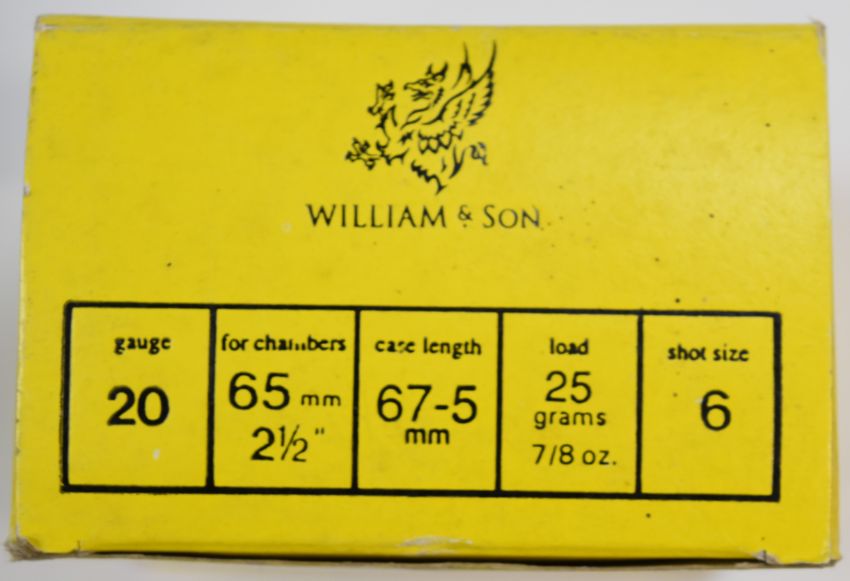 WILLIAM & SON
gauge
20
for chambers
65 mm
2½"
case length
67-5
mm
load
25
grams
7/8 oz.
shot size
6